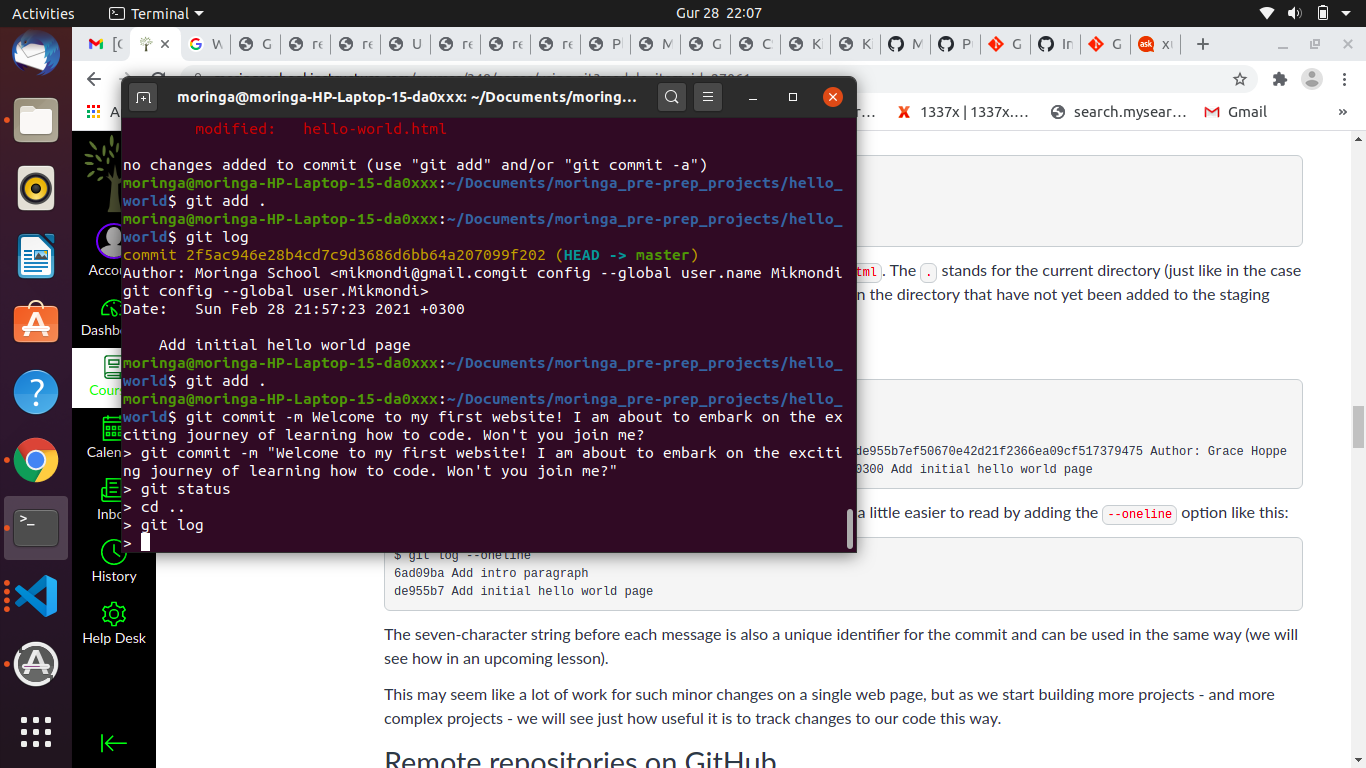 Activities
Terminal
Gur 28 22:07
moringa@moringa-HP-Laptop-15-da0xxx: ~/Documents/moring...
1337x | 1337x....
search.mysear...
Gmail
»
modified:   hello-world.html
no changes added to commit (use "git add" and/or "git commit -a")
moringa@moringa-HP-Laptop-15-da0xxx:~/Documents/moringa_pre-prep_projects/hello_
world$ git add .
moringa@moringa-HP-Laptop-15-da0xxx:~/Documents/moringa_pre-prep_projects/hello_
world$ git log
commit 2f5ac946e28b4cd7c9d3686d6bb64a207099f202 (HEAD -> master)
Author: Moringa School <mikmondi@gmail.comgit config --global user.name Mikmondi
git config --global user.Mikmondi>
Date:   Sun Feb 28 21:57:23 2021 +0300
Add initial hello world page
moringa@moringa-HP-Laptop-15-da0xxx:~/Documents/moringa_pre-prep_projects/hello_
world$ git add .
moringa@moringa-HP-Laptop-15-da0xxx:~/Documents/moringa_pre-prep_projects/hello_
world$ git commit -m Welcome to my first website! I am about to embark on the ex
citing journey of learning how to code. Won't you join me?
> git commit -m "Welcome to my first website! I am about to embark on the exciti
ng journey of learning how to code. Won't you join me?"
> git status
> cd ..
> git log
>
Accou
Dashb
Cour
Calen
Inbo
History
Help Desk
tml. The . stands for the current directory (just like in the case
n the directory that have not yet been added to the staging
de955b7ef50670e42d21f2366ea09cf517379475 Author: Grace Hoppe
0300 Add initial hello world page
a little easier to read by adding the --oneline option like this:
$ git log --oneline
6ad09ba Add intro paragraph
de955b7 Add initial hello world page
The seven-character string before each message is also a unique identifier for the commit and can be used in the same way (we will
see how in an upcoming lesson).
This may seem like a lot of work for such minor changes on a single web page, but as we start building more projects - and more
complex projects - we will see just how useful it is to track changes to our code this way.
Remote repositories on GitHub